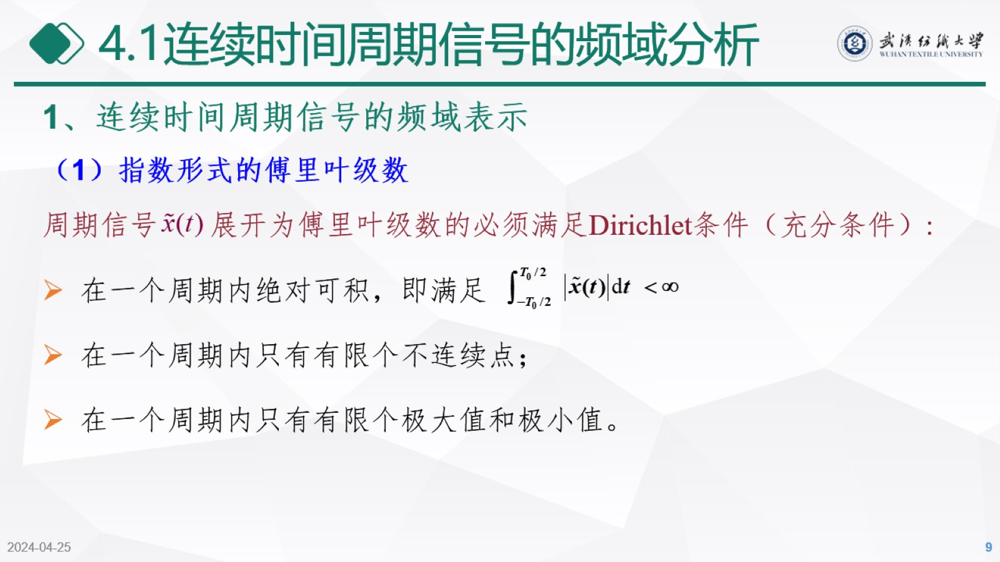 4.1连续时间周期信号的频域分析
武汉纺织大学
WUHAN TEXTILE UNIVERSITY
1、连续时间周期信号的频域表示
（1）指数形式的傅里叶级数
周期信号 x̃(t) 展开为傅里叶级数的必须满足Dirichlet条件（充分条件）：
➢ 在一个周期内绝对可积，即满足 ∫_{-T₀/2}^{T₀/2} |x̃(t)|dt < ∞
➢ 在一个周期内只有有限个不连续点；
➢ 在一个周期内只有有限个极大值和极小值。
2024-04-25
9